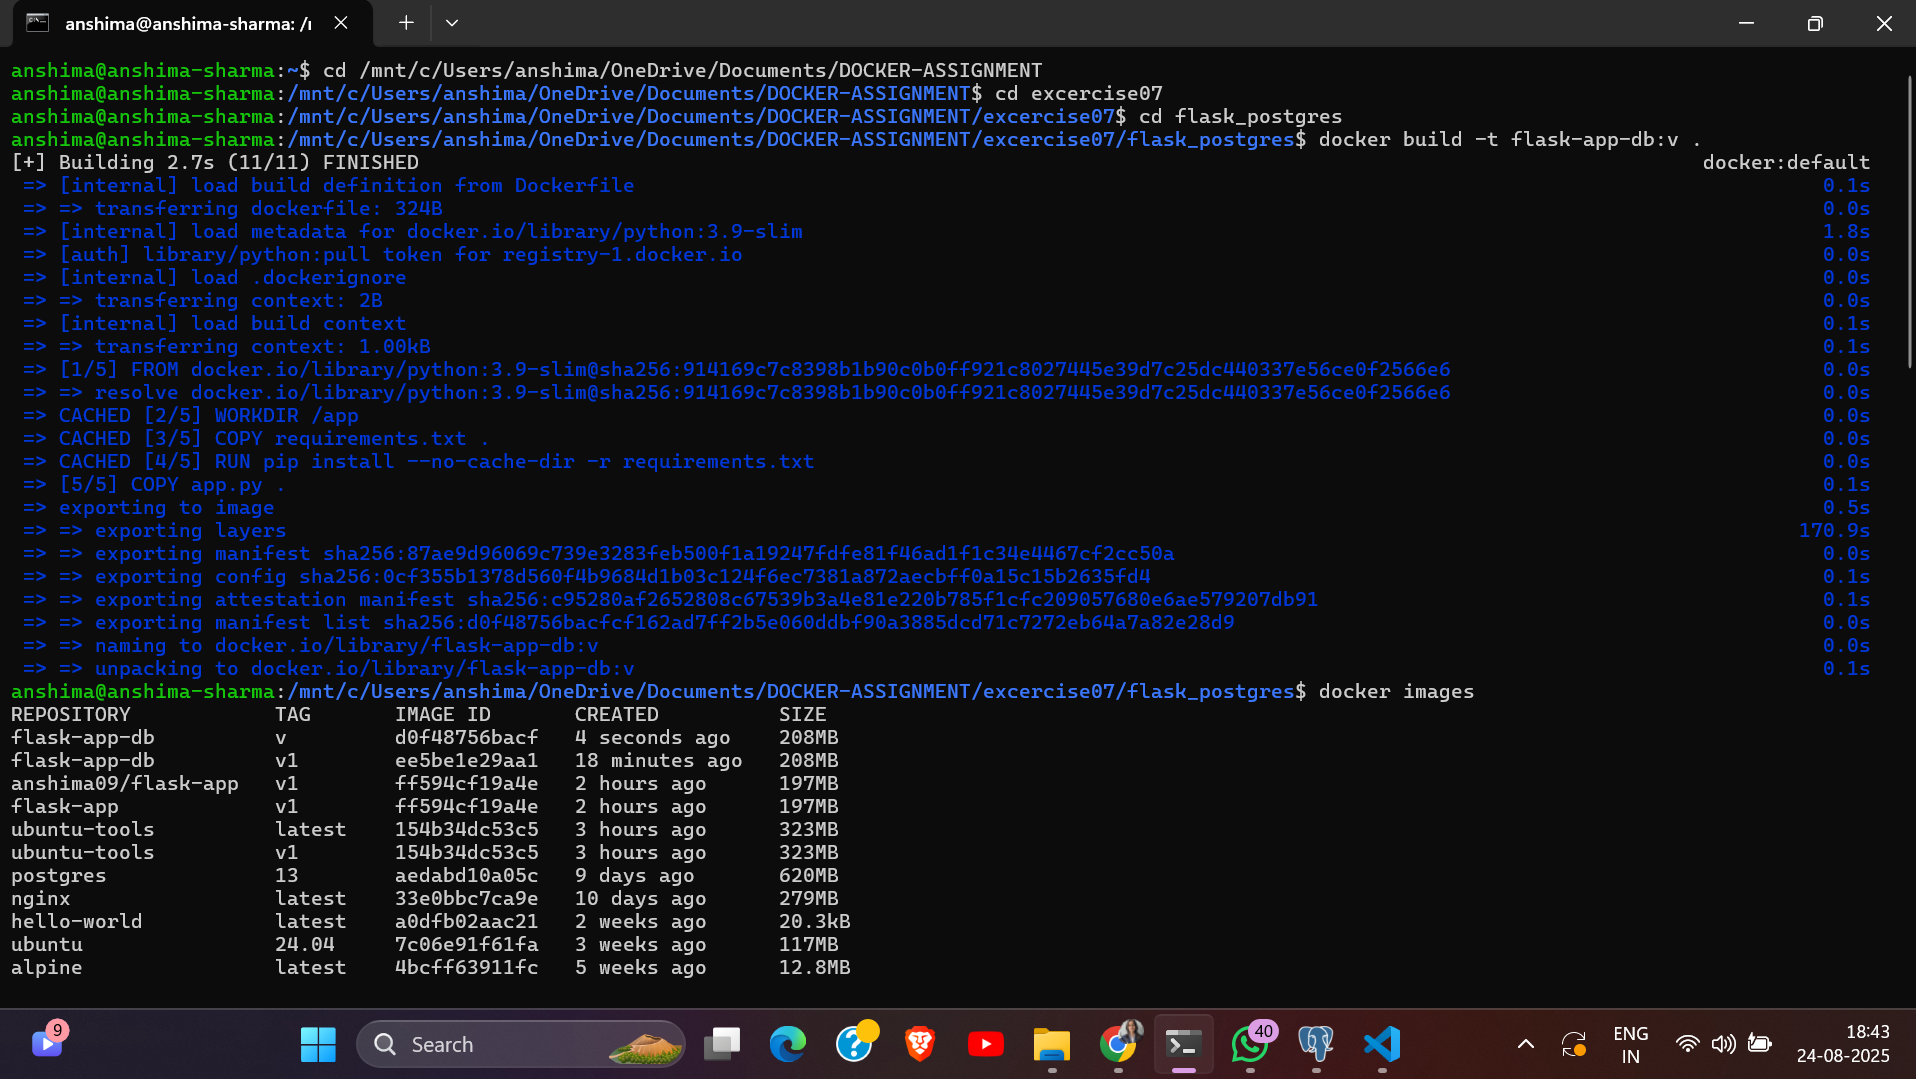 anshima@anshima-sharma: /r
anshima@anshima-sharma:~$ cd /mnt/c/Users/anshima/OneDrive/Documents/DOCKER-ASSIGNMENT
anshima@anshima-sharma:/mnt/c/Users/anshima/OneDrive/Documents/DOCKER-ASSIGNMENT$ cd excercise07
anshima@anshima-sharma:/mnt/c/Users/anshima/OneDrive/Documents/DOCKER-ASSIGNMENT/excercise07$ cd flask_postgres
anshima@anshima-sharma:/mnt/c/Users/anshima/OneDrive/Documents/DOCKER-ASSIGNMENT/excercise07/flask_postgres$ docker build -t flask-app-db:v .
[+] Building 2.7s (11/11) FINISHED docker:default
=> [internal] load build definition from Dockerfile 0.1s
=> => transferring dockerfile: 324B 0.0s
=> [internal] load metadata for docker.io/library/python:3.9-slim 1.8s
=> [auth] library/python:pull token for registry-1.docker.io 0.0s
=> [internal] load .dockerignore 0.0s
=> => transferring context: 2B 0.0s
=> [internal] load build context 0.1s
=> => transferring context: 1.00kB 0.1s
=> [1/5] FROM docker.io/library/python:3.9-slim@sha256:914169c7c8398b1b90c0b0ff921c8027445e39d7c25dc440337e56ce0f2566e6 0.0s
=> => resolve docker.io/library/python:3.9-slim@sha256:914169c7c8398b1b90c0b0ff921c8027445e39d7c25dc440337e56ce0f2566e6 0.0s
=> CACHED [2/5] WORKDIR /app 0.0s
=> CACHED [3/5] COPY requirements.txt . 0.0s
=> CACHED [4/5] RUN pip install --no-cache-dir -r requirements.txt 0.0s
=> [5/5] COPY app.py . 0.1s
=> exporting to image 0.5s
=> => exporting layers 170.9s
=> => exporting manifest sha256:87ae9d96069c739e3283feb500f1a19247fdfe81f46ad1f1c34e4467cf2cc50a 0.0s
=> => exporting config sha256:0cf355b1378d560f4b9684d1b03c124f6ec7381a872aecbff0a15c15b2635fd4 0.1s
=> => exporting attestation manifest sha256:c95280af2652808c67539b3a4e81e220b785f1cfc209057680e6ae579207db91 0.1s
=> => exporting manifest list sha256:d0f48756bacfcf162ad7ff2b5e060ddbf90a3885dcd71c7272eb64a7a82e28d9 0.0s
=> => naming to docker.io/library/flask-app-db:v 0.0s
=> => unpacking to docker.io/library/flask-app-db:v 0.1s
anshima@anshima-sharma:/mnt/c/Users/anshima/OneDrive/Documents/DOCKER-ASSIGNMENT/excercise07/flask_postgres$ docker images
REPOSITORY TAG IMAGE ID CREATED SIZE
flask-app-db v d0f48756bacf 4 seconds ago 208MB
flask-app-db v1 ee5be1e29aa1 18 minutes ago 208MB
anshima09/flask-app v1 ff594cf19a4e 2 hours ago 197MB
flask-app v1 ff594cf19a4e 2 hours ago 197MB
ubuntu-tools latest 154b34dc53c5 3 hours ago 323MB
ubuntu-tools v1 154b34dc53c5 3 hours ago 323MB
postgres 13 aedabd10a05c 9 days ago 620MB
nginx latest 33e0bbc7ca9e 10 days ago 279MB
hello-world latest a0dfb02aac21 2 weeks ago 20.3kB
ubuntu 24.04 7c06e91f61fa 3 weeks ago 117MB
alpine latest 4bcff63911fc 5 weeks ago 12.8MB
9
Search
40
ENG
IN
18:43
24-08-2025